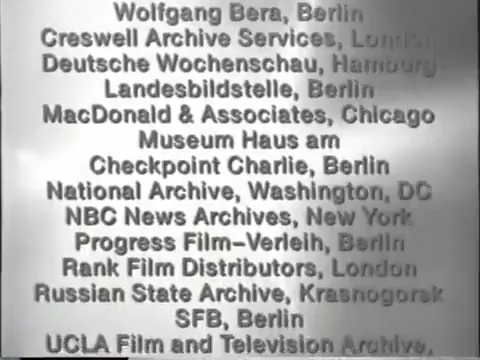 Wolfgang Bera, Berlin
Creswell Archive Services, London
Deutsche Wochenschau, Hamburg
Landesbildstelle, Berlin
MacDonald & Associates, Chicago
Museum Haus am
Checkpoint Charlie, Berlin
National Archive, Washington, DC
NBC News Archives, New York
Progress Film-Verleih, Berlin
Rank Film Distributors, London
Russian State Archive, Krasnogorsk
SFB, Berlin
UCLA Film and Television Archive,